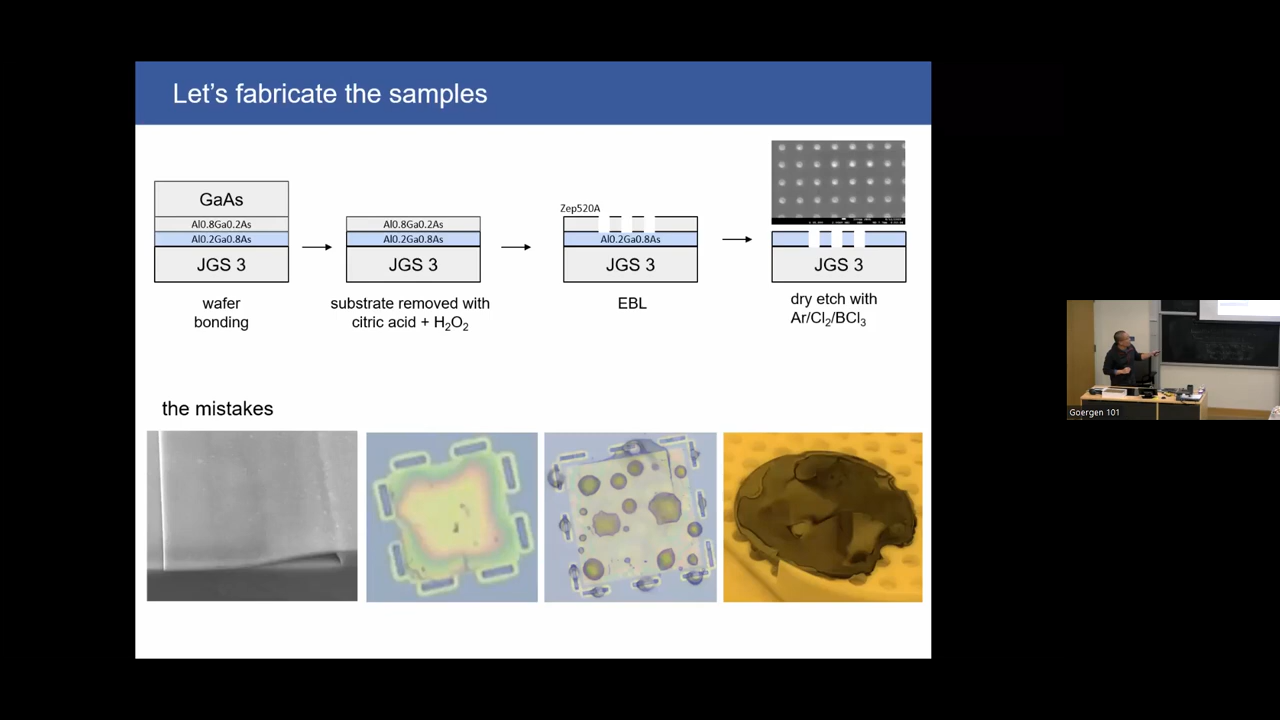 Let's fabricate the samples
GaAs
Al0.8Ga0.2As
Al0.2Ga0.8As
JGS 3
wafer
bonding
Al0.8Ga0.2As
Al0.2Ga0.8As
JGS 3
substrate removed with
citric acid + H₂O₂
Zep520A
Al0.2Ga0.8As
JGS 3
EBL
JGS 3
dry etch with
Ar/Cl₂/BCl₃
the mistakes
Goergen 101